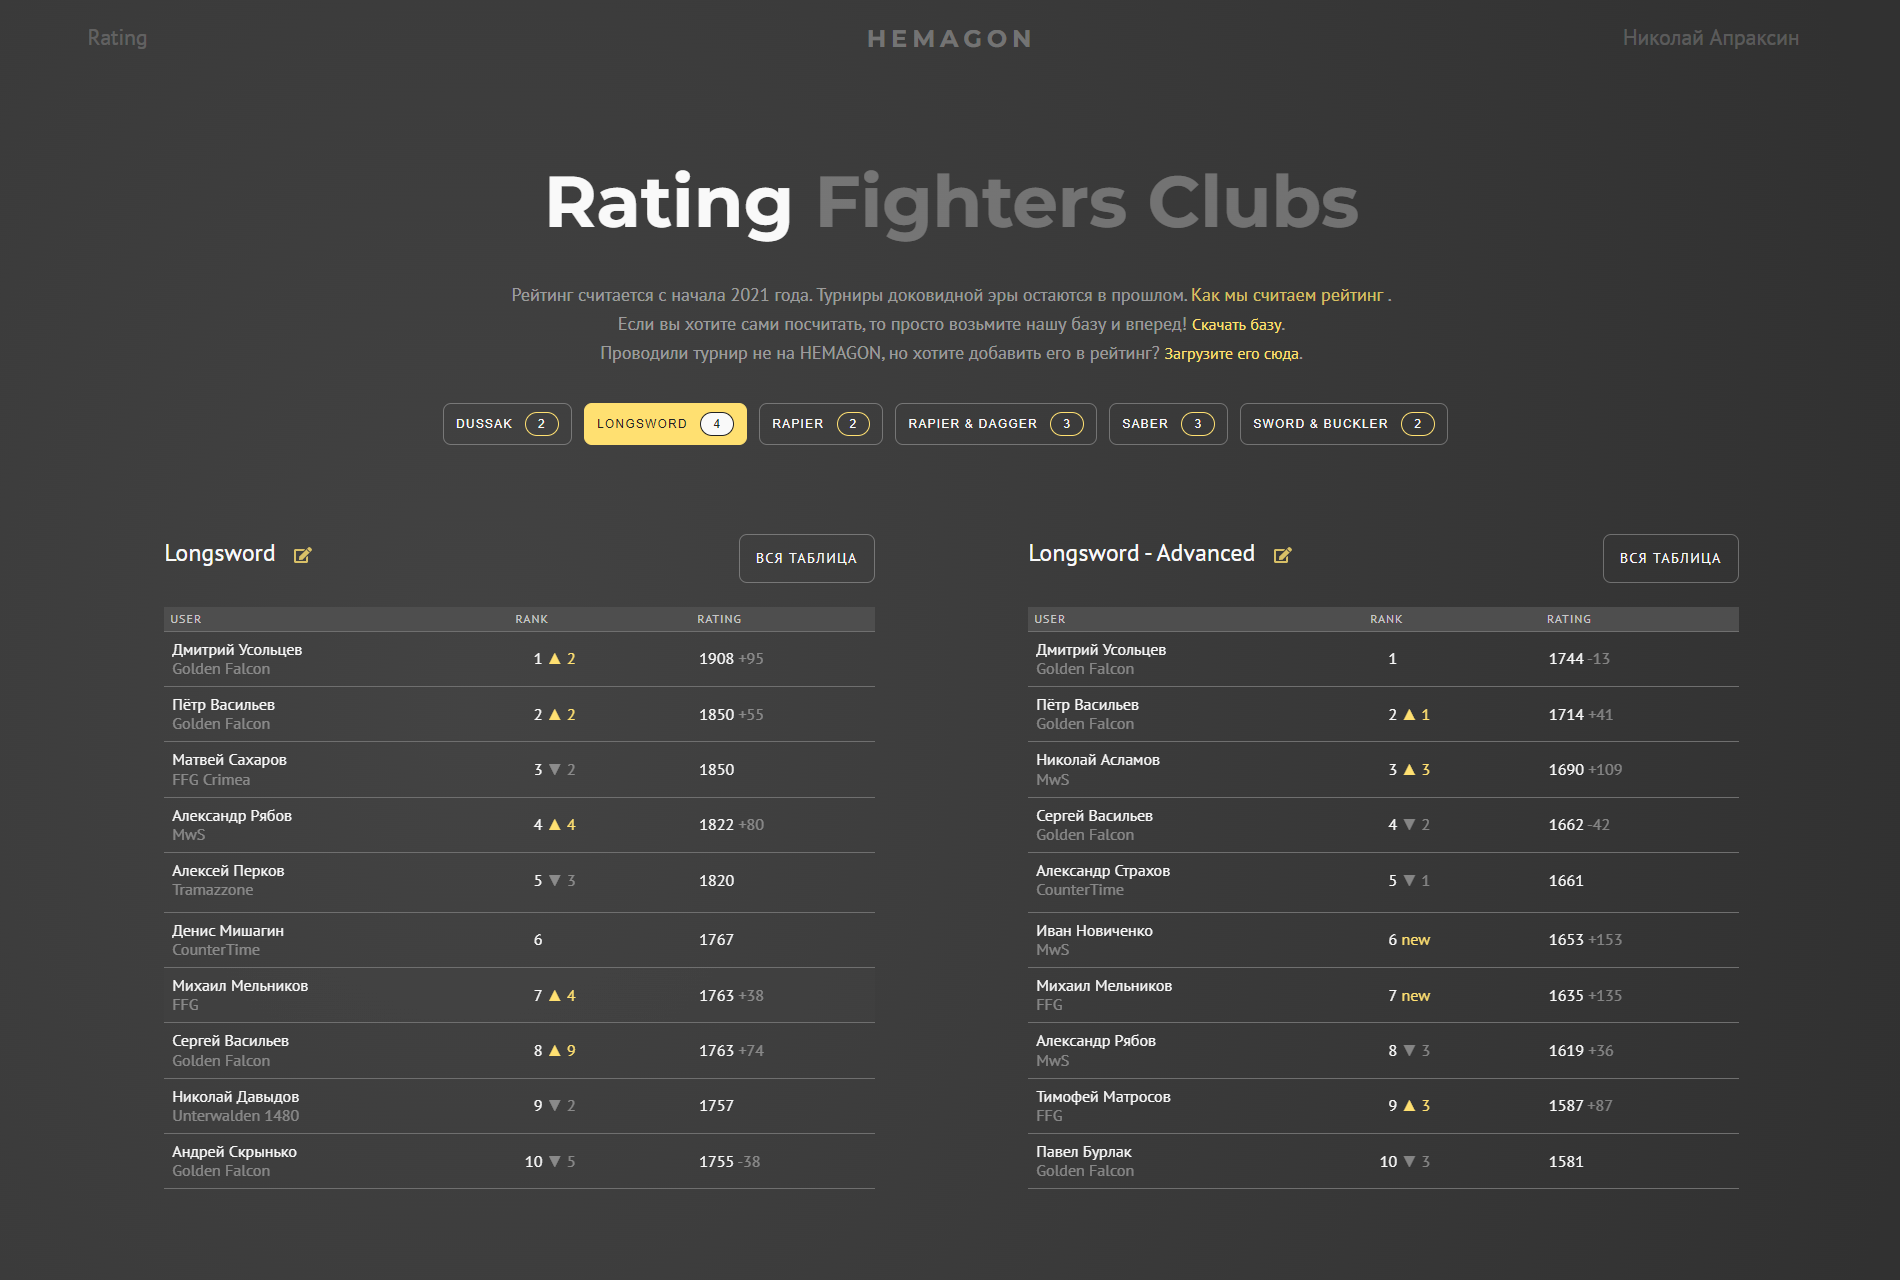 Rating
HEMAGON
Николай Апраксин
Rating Fighters Clubs
Рейтинг считается с начала 2021 года. Турниры доковидной эры остаются в прошлом. Как мы считаем рейтинг .
Если вы хотите сами посчитать, то просто возьмите нашу базу и вперед! Скачать базу.
Проводили турнир не на HEMAGON, но хотите добавить его в рейтинг? Загрузите его сюда.
DUSSAK 2
LONGSWORD 4
RAPIER 2
RAPIER & DAGGER 3
SABER 3
SWORD & BUCKLER 2
Longsword
ВСЯ ТАБЛИЦА
USER RANK RATING
Дмитрий Усольцев
Golden Falcon
1 ▲ 2 1908 +95
Пётр Васильев
Golden Falcon
2 ▲ 2 1850 +55
Матвей Сахаров
FFG Crimea
3 ▼ 2 1850
Александр Рябов
MwS
4 ▲ 4 1822 +80
Алексей Перков
Tramazzone
5 ▼ 3 1820
Денис Мишагин
CounterTime
6 1767
Михаил Мельников
FFG
7 ▲ 4 1763 +38
Сергей Васильев
Golden Falcon
8 ▲ 9 1763 +74
Николай Давыдов
Unterwalden 1480
9 ▼ 2 1757
Андрей Скрынько
Golden Falcon
10 ▼ 5 1755 -38
Longsword - Advanced
ВСЯ ТАБЛИЦА
USER RANK RATING
Дмитрий Усольцев
Golden Falcon
1 1744 -13
Пётр Васильев
Golden Falcon
2 ▲ 1 1714 +41
Николай Асламов
MwS
3 ▲ 3 1690 +109
Сергей Васильев
Golden Falcon
4 ▼ 2 1662 -42
Александр Страхов
CounterTime
5 ▼ 1 1661
Иван Новиченко
MwS
6 new 1653 +153
Михаил Мельников
FFG
7 new 1635 +135
Александр Рябов
MwS
8 ▼ 3 1619 +36
Тимофей Матросов
FFG
9 ▲ 3 1587 +87
Павел Бурлак
Golden Falcon
10 ▼ 3 1581